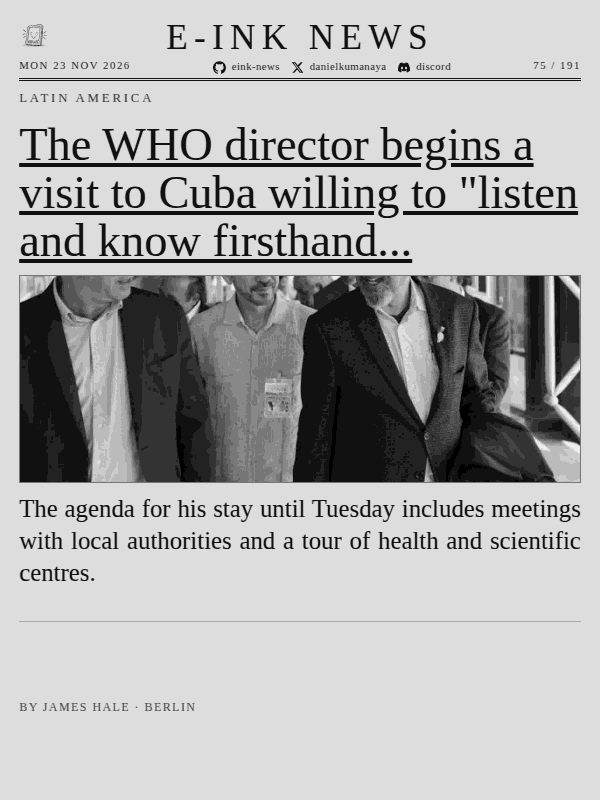 E-INK NEWS
MON 23 NOV 2026
eink-news
danielkumanaya
discord
75 / 191
LATIN AMERICA
The WHO director begins a
visit to Cuba willing to "listen
and know firsthand...
The agenda for his stay until Tuesday includes meetings
with local authorities and a tour of health and scientific
centres.
BY JAMES HALE · BERLIN